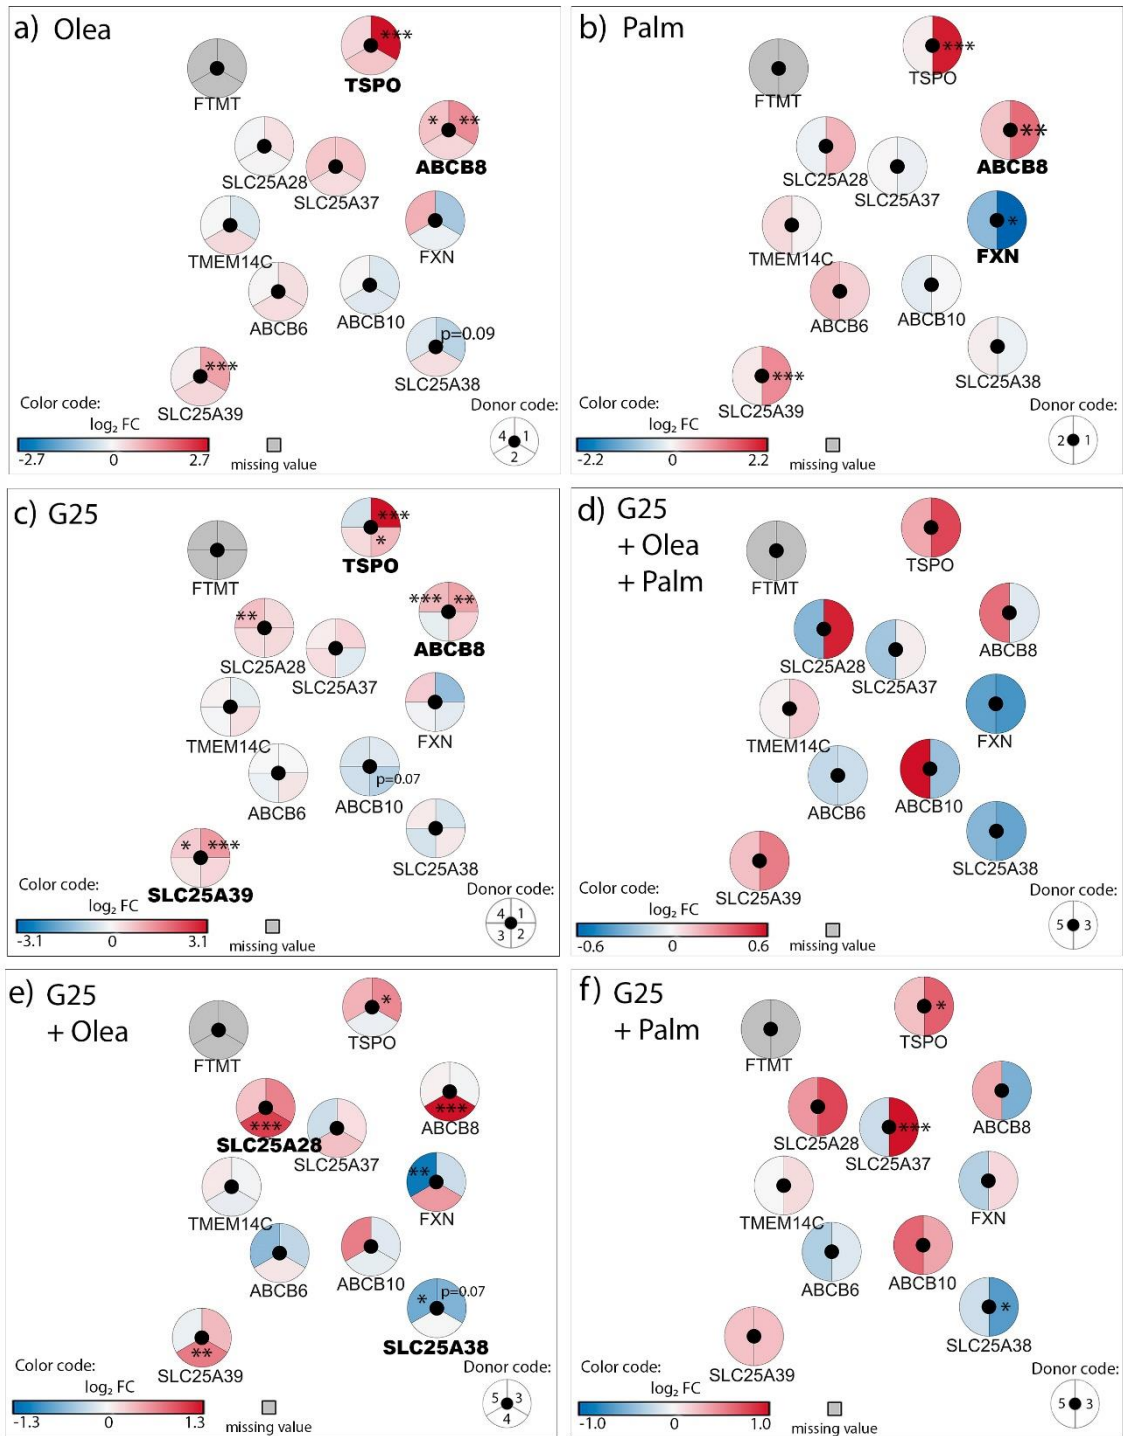 a) Olea
***
TSPO
FTMT
* **
ABCB8
SLC25A28
SLC25A37
TMEM14C
FXN
ABCB6
ABCB10
p=0.09
SLC25A38
***
SLC25A39
Color code:
log₂ FC
-2.7 0 2.7
missing value
Donor code:
4 1
2
b) Palm
***
TSPO
FTMT
**
ABCB8
SLC25A28
SLC25A37
*
FXN
TMEM14C
ABCB6
ABCB10
SLC25A38
***
SLC25A39
Color code:
log₂ FC
-2.2 0 2.2
missing value
Donor code:
2 1
c) G25
***
*
TSPO
FTMT
*** **
ABCB8
**
SLC25A28
SLC25A37
TMEM14C
FXN
ABCB6
p=0.07
ABCB10
SLC25A38
* ***
SLC25A39
Color code:
log₂ FC
-3.1 0 3.1
missing value
Donor code:
4 1
3 2
d) G25
+ Olea
+ Palm
TSPO
FTMT
ABCB8
SLC25A28
SLC25A37
TMEM14C
FXN
ABCB6
ABCB10
SLC25A38
SLC25A39
Color code:
log₂ FC
-0.6 0 0.6
missing value
Donor code:
5 3
e) G25
+ Olea
*
TSPO
FTMT
***
ABCB8
***
SLC25A28
SLC25A37
**
FXN
TMEM14C
ABCB6
ABCB10
* p=0.07
SLC25A38
**
SLC25A39
Color code:
log₂ FC
-1.3 0 1.3
missing value
Donor code:
5 3
4
f) G25
+ Palm
*
TSPO
FTMT
ABCB8
SLC25A28
***
SLC25A37
TMEM14C
FXN
ABCB6
ABCB10
*
SLC25A38
SLC25A39
Color code:
log₂ FC
-1.0 0 1.0
missing value
Donor code:
5 3